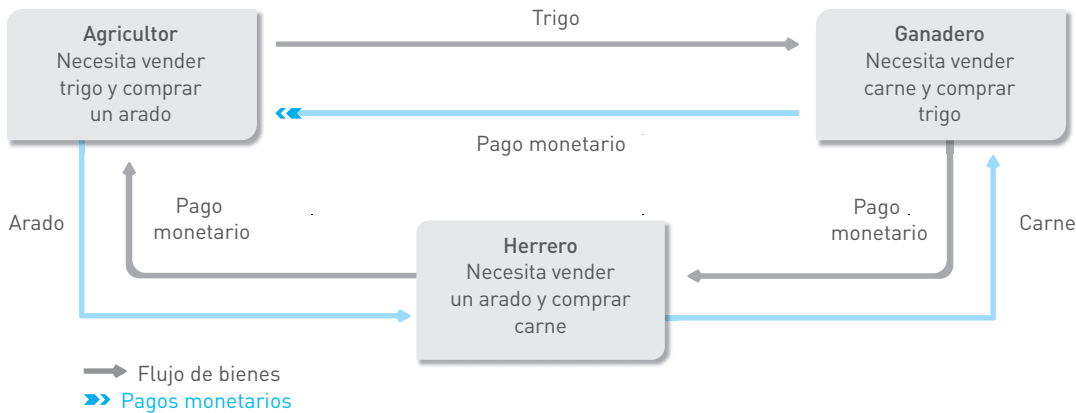 Trigo
Agricultor
Necesita vender
trigo y comprar
un arado
Ganadero
Necesita vender
carne y comprar
trigo
Pago monetario
Arado
Pago
monetario
Pago
monetario
Carne
Herrero
Necesita vender
un arado y comprar
carne
Flujo de bienes
Pagos monetarios